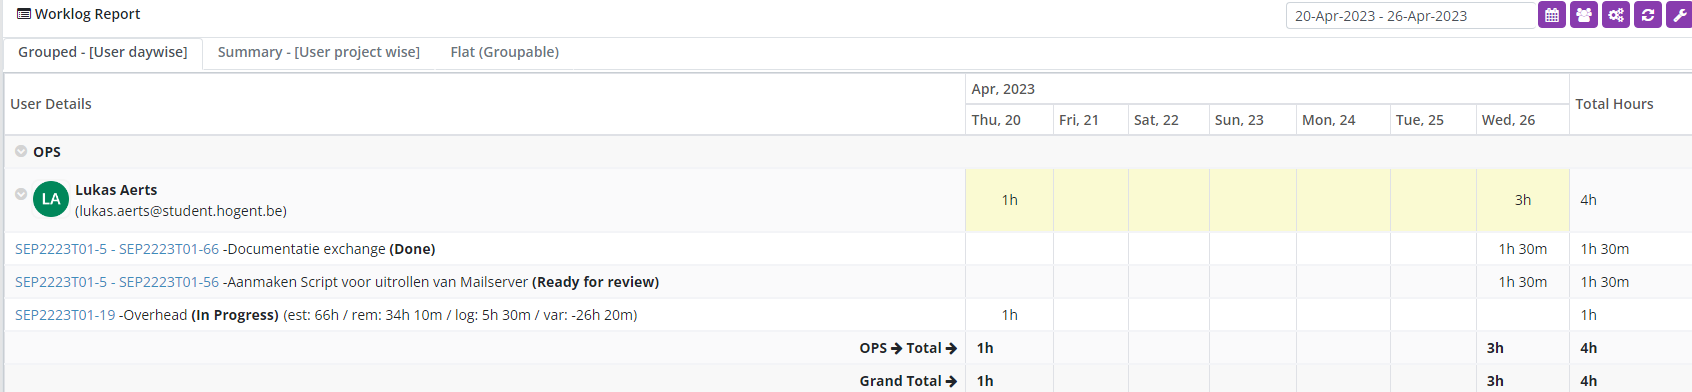 Worklog Report
20-Apr-2023 - 26-Apr-2023
Grouped - [User daywise] Summary - [User project wise] Flat (Groupable)
User Details Apr, 2023 Total Hours
Thu, 20 Fri, 21 Sat, 22 Sun, 23 Mon, 24 Tue, 25 Wed, 26
OPS
LA Lukas Aerts
(lukas.aerts@student.hogent.be) 1h 3h 4h
SEP2223T01-5 - SEP2223T01-66 -Documentatie exchange (Done) 1h 30m 1h 30m
SEP2223T01-5 - SEP2223T01-56 -Aanmaken Script voor uitrollen van Mailserver (Ready for review) 1h 30m 1h 30m
SEP2223T01-19 -Overhead (In Progress) (est: 66h / rem: 34h 10m / log: 5h 30m / var: -26h 20m) 1h 1h
OPS → Total → 1h 3h 4h
Grand Total → 1h 3h 4h